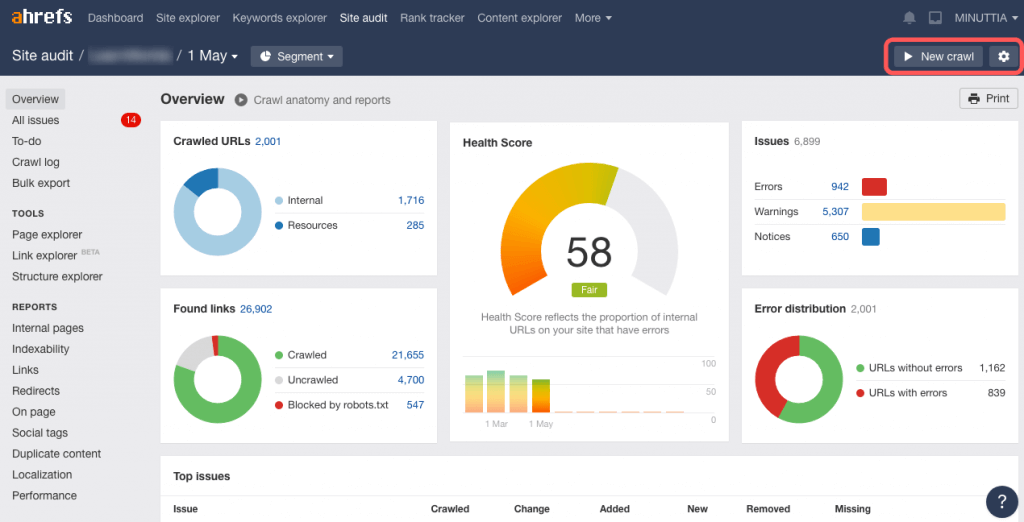 ahrefs Dashboard Site explorer Keywords explorer Site audit Rank tracker Content explorer More MINUTTIA
Site audit / / 1 May Segment New crawl
Overview
All issues 14
To-do
Crawl log
Bulk export
TOOLS
Page explorer
Link explorer BETA
Structure explorer
REPORTS
Internal pages
Indexability
Links
Redirects
On page
Social tags
Duplicate content
Localization
Performance
Overview Crawl anatomy and reports Print
Crawled URLs 2,001
Internal 1,716
Resources 285
Found links 26,902
Crawled 21,655
Uncrawled 4,700
Blocked by robots.txt 547
Health Score
58
Fair
Health Score reflects the proportion of internal
URLs on your site that have errors
100
50
0
1 Mar 1 May
Issues 6,899
Errors 942
Warnings 5,307
Notices 650
Error distribution 2,001
URLs without errors 1,162
URLs with errors 839
Top issues
Issue Crawled Change Added New Removed Missing
?